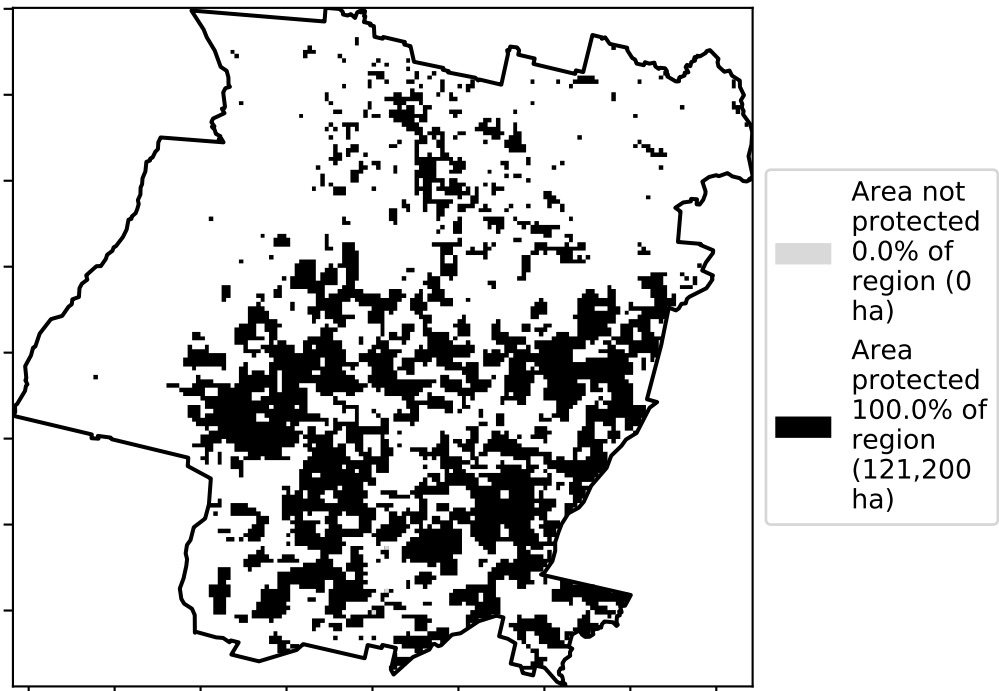 Area not
protected
0.0% of
region (0
ha)
Area
protected
100.0% of
region
(121,200
ha)